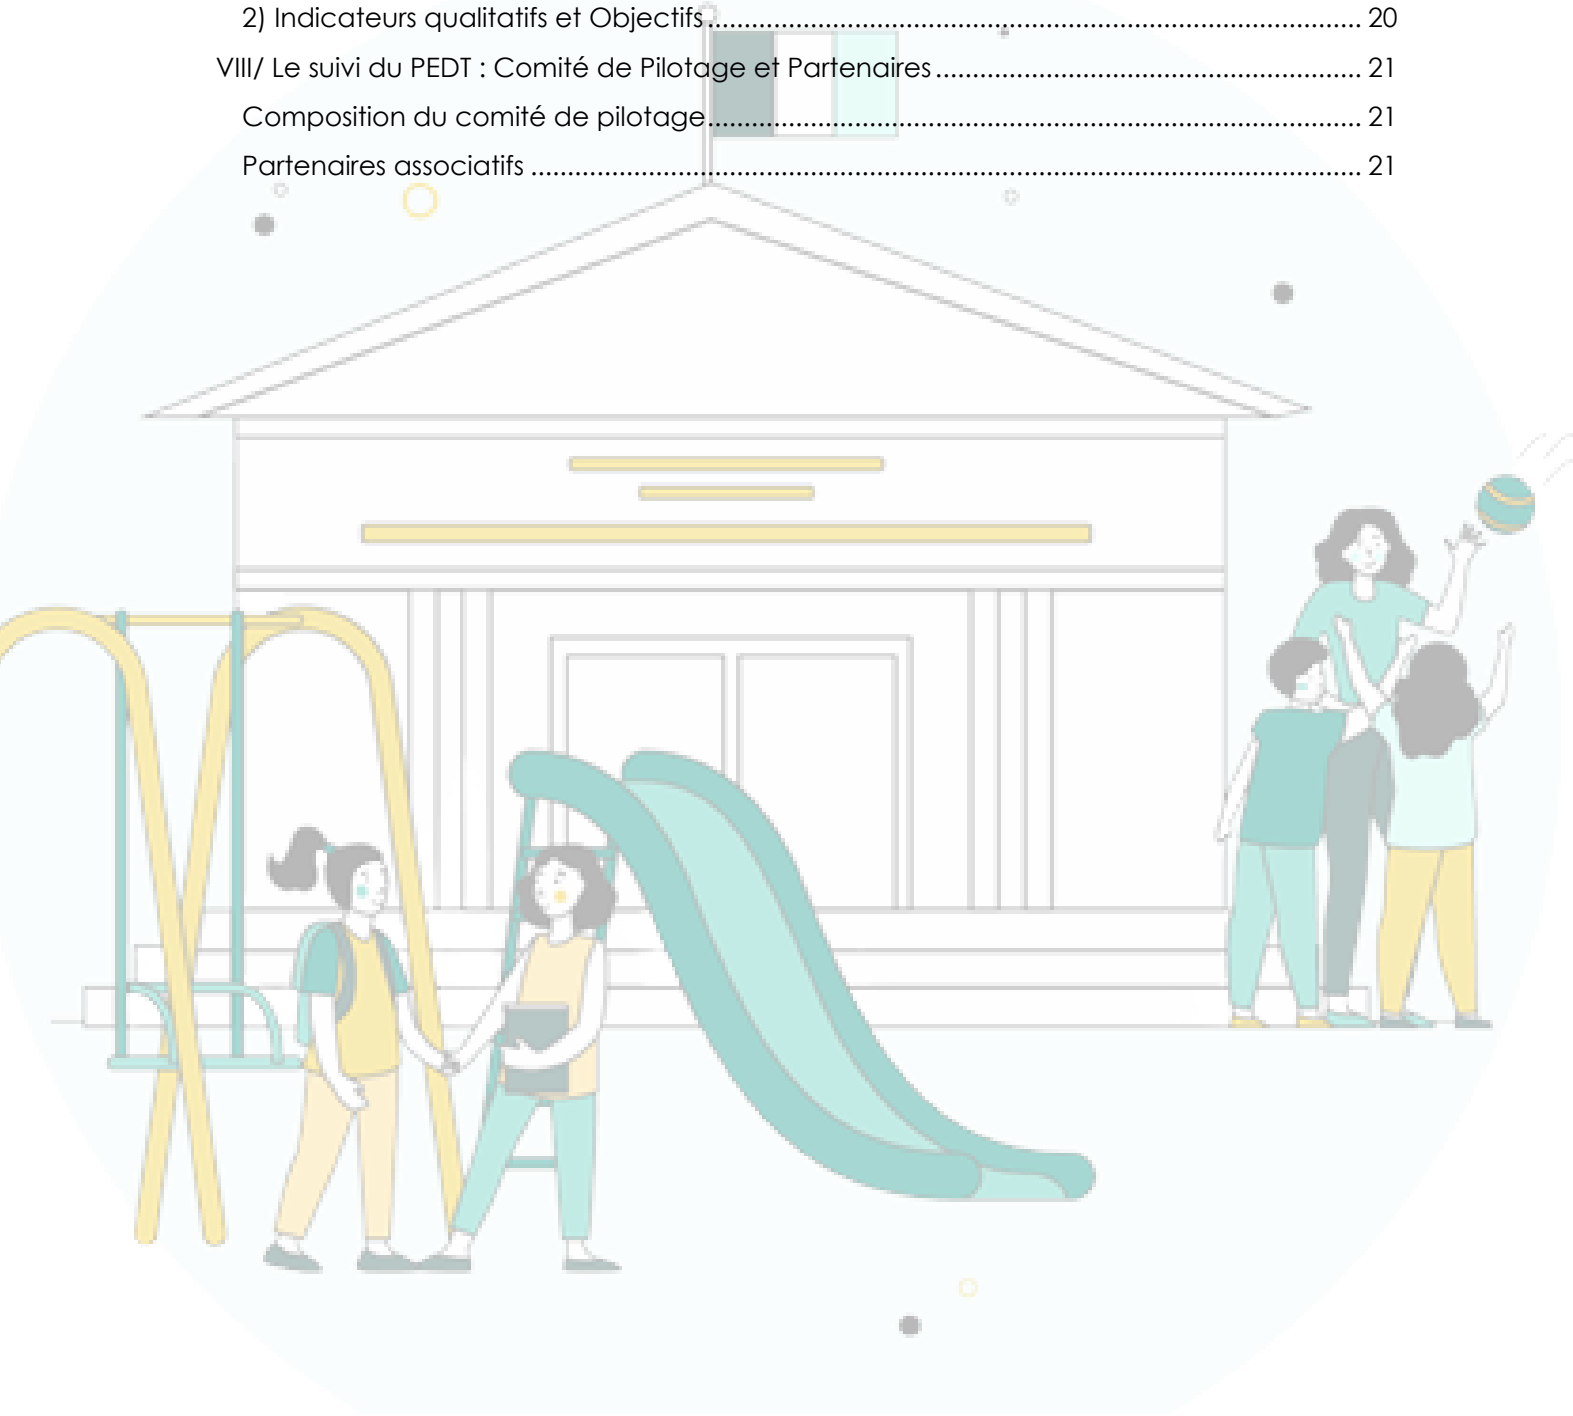 2) Indicateurs qualitatifs et Objectifs.......................................................................................... 20
VIII/ Le suivi du PEDT : Comité de Pilotage et Partenaires........................................................... 21
Composition du comité de pilotage.......................................................................................... 21
Partenaires associatifs ................................................................................................................... 21